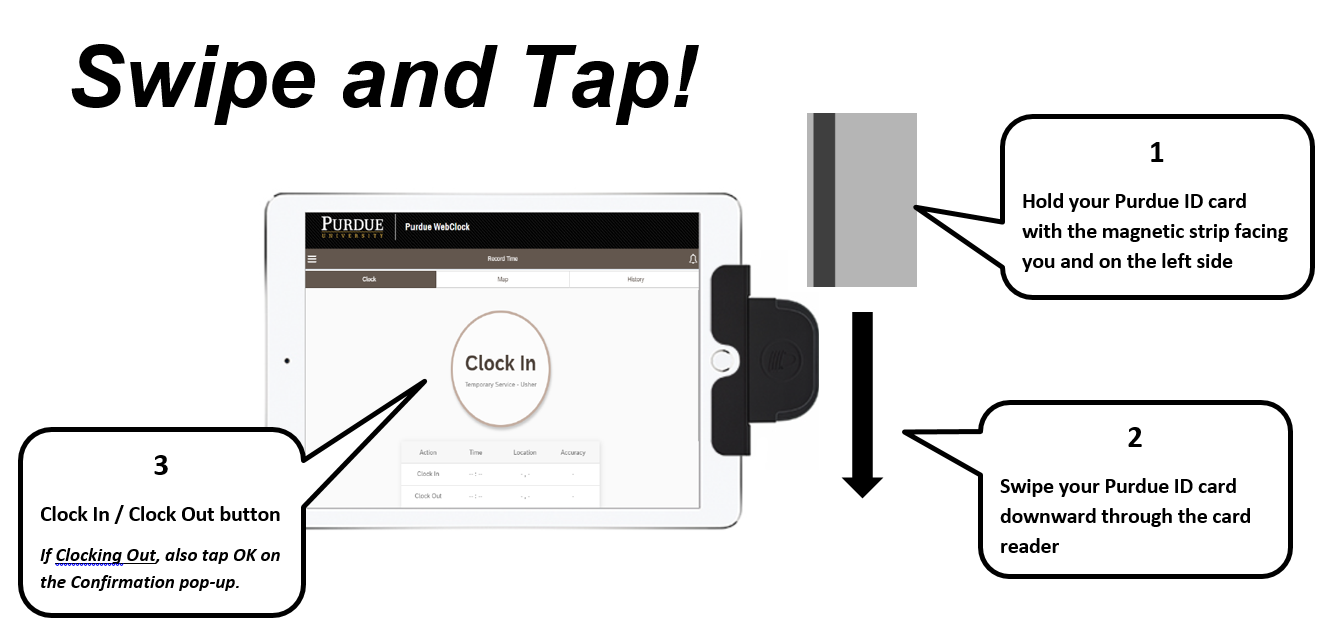 Swipe and Tap!
1
Hold your Purdue ID card
with the magnetic strip facing
you and on the left side
PURDUE
UNIVERSITY
Purdue WebClock
Record Time
Clock Map History
Clock In
Temporary Service - Usher
Action Time Location Accuracy
Clock In --:-- -,- -
Clock Out --:-- -,- -
2
Swipe your Purdue ID card
downward through the card
reader
3
Clock In / Clock Out button
If Clocking Out, also tap OK on
the Confirmation pop-up.